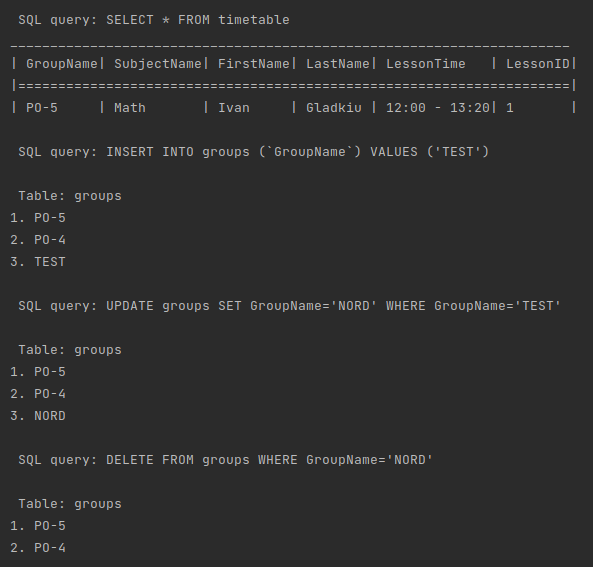 SQL query: SELECT * FROM timetable
______________________________________________________________________
| GroupName| SubjectName| FirstName| LastName| LessonTime   | LessonID|
|=====================================================================|
| PO-5     | Math       | Ivan     | Gladkiu | 12:00 - 13:20| 1       |
SQL query: INSERT INTO groups (`GroupName`) VALUES ('TEST')
Table: groups
1. PO-5
2. PO-4
3. TEST
SQL query: UPDATE groups SET GroupName='NORD' WHERE GroupName='TEST'
Table: groups
1. PO-5
2. PO-4
3. NORD
SQL query: DELETE FROM groups WHERE GroupName='NORD'
Table: groups
1. PO-5
2. PO-4